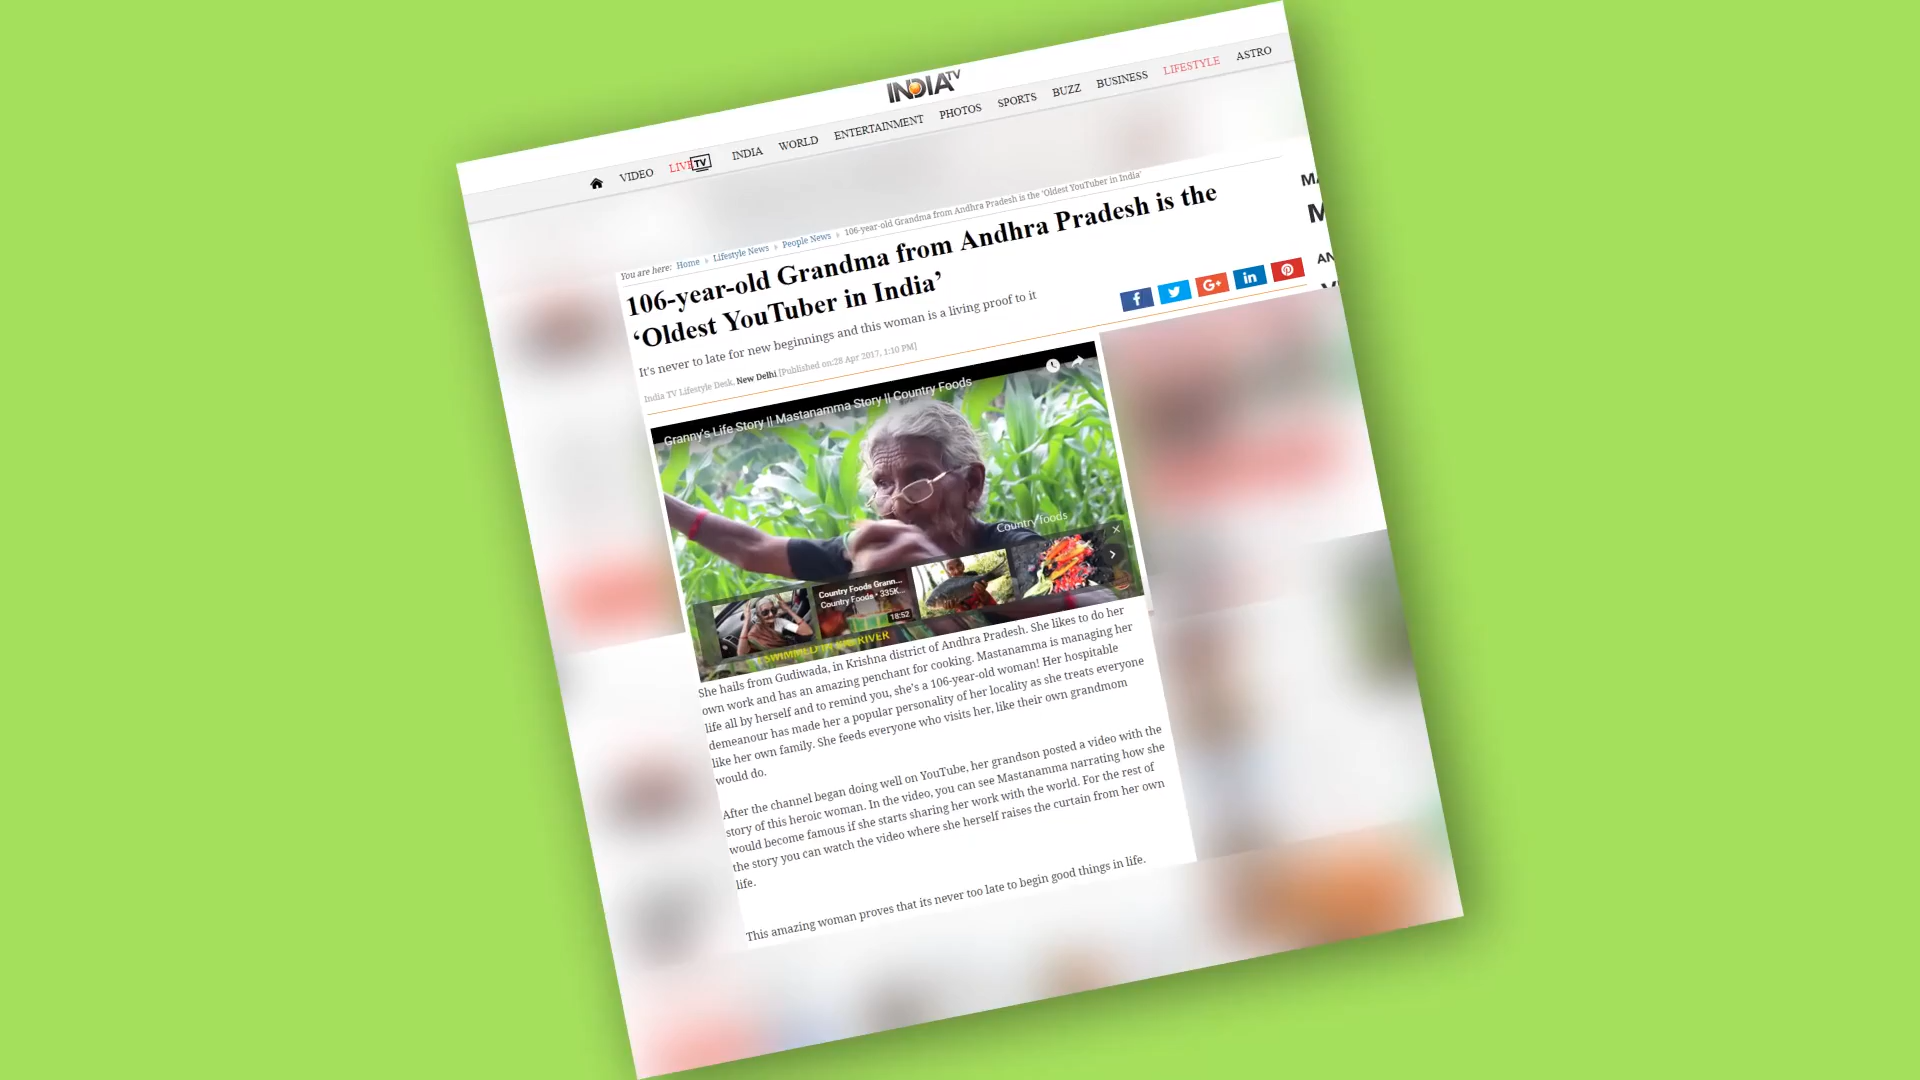 INDIA TV
VIDEO LIVE TV INDIA WORLD ENTERTAINMENT PHOTOS SPORTS BUZZ BUSINESS LIFESTYLE ASTRO
You are here: Home › Lifestyle News › People News › 106-year-old Grandma from Andhra Pradesh is the 'Oldest YouTuber in India'
106-year-old Grandma from Andhra Pradesh is the
‘Oldest YouTuber in India’
It's never to late for new beginnings and this woman is a living proof to it
India TV Lifestyle Desk, New Delhi [Published on:28 Apr 2017, 1:10 PM]
f G+ in
Granny's Life Story || Mastanamma Story || Country Foods
Country foods
Country Foods Grann...
Country Foods • 335K...
18:52
She hails from Gudiwada, in Krishna district of Andhra Pradesh. She likes to do her
own work and has an amazing penchant for cooking. Mastanamma is managing her
life all by herself and to remind you, she's a 106-year-old woman! Her hospitable
demeanour has made her a popular personality of her locality as she treats everyone
like her own family. She feeds everyone who visits her, like their own grandmom
would do.
After the channel began doing well on YouTube, her grandson posted a video with the
story of this heroic woman. In the video, you can see Mastanamma narrating how she
would become famous if she starts sharing her work with the world. For the rest of
the story you can watch the video where she herself raises the curtain from her own
life.
This amazing woman proves that its never too late to begin good things in life.